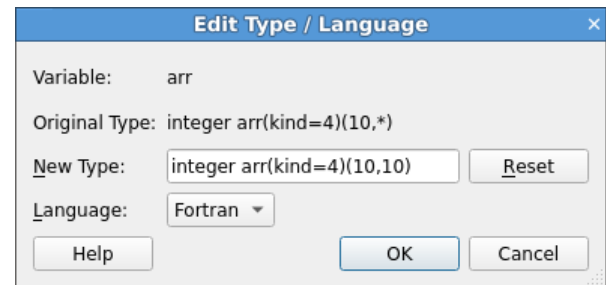 Edit Type / Language ×
Variable: arr
Original Type: integer arr(kind=4)(10,*)
New Type: integer arr(kind=4)(10,10) Reset
Language: Fortran
Help OK Cancel